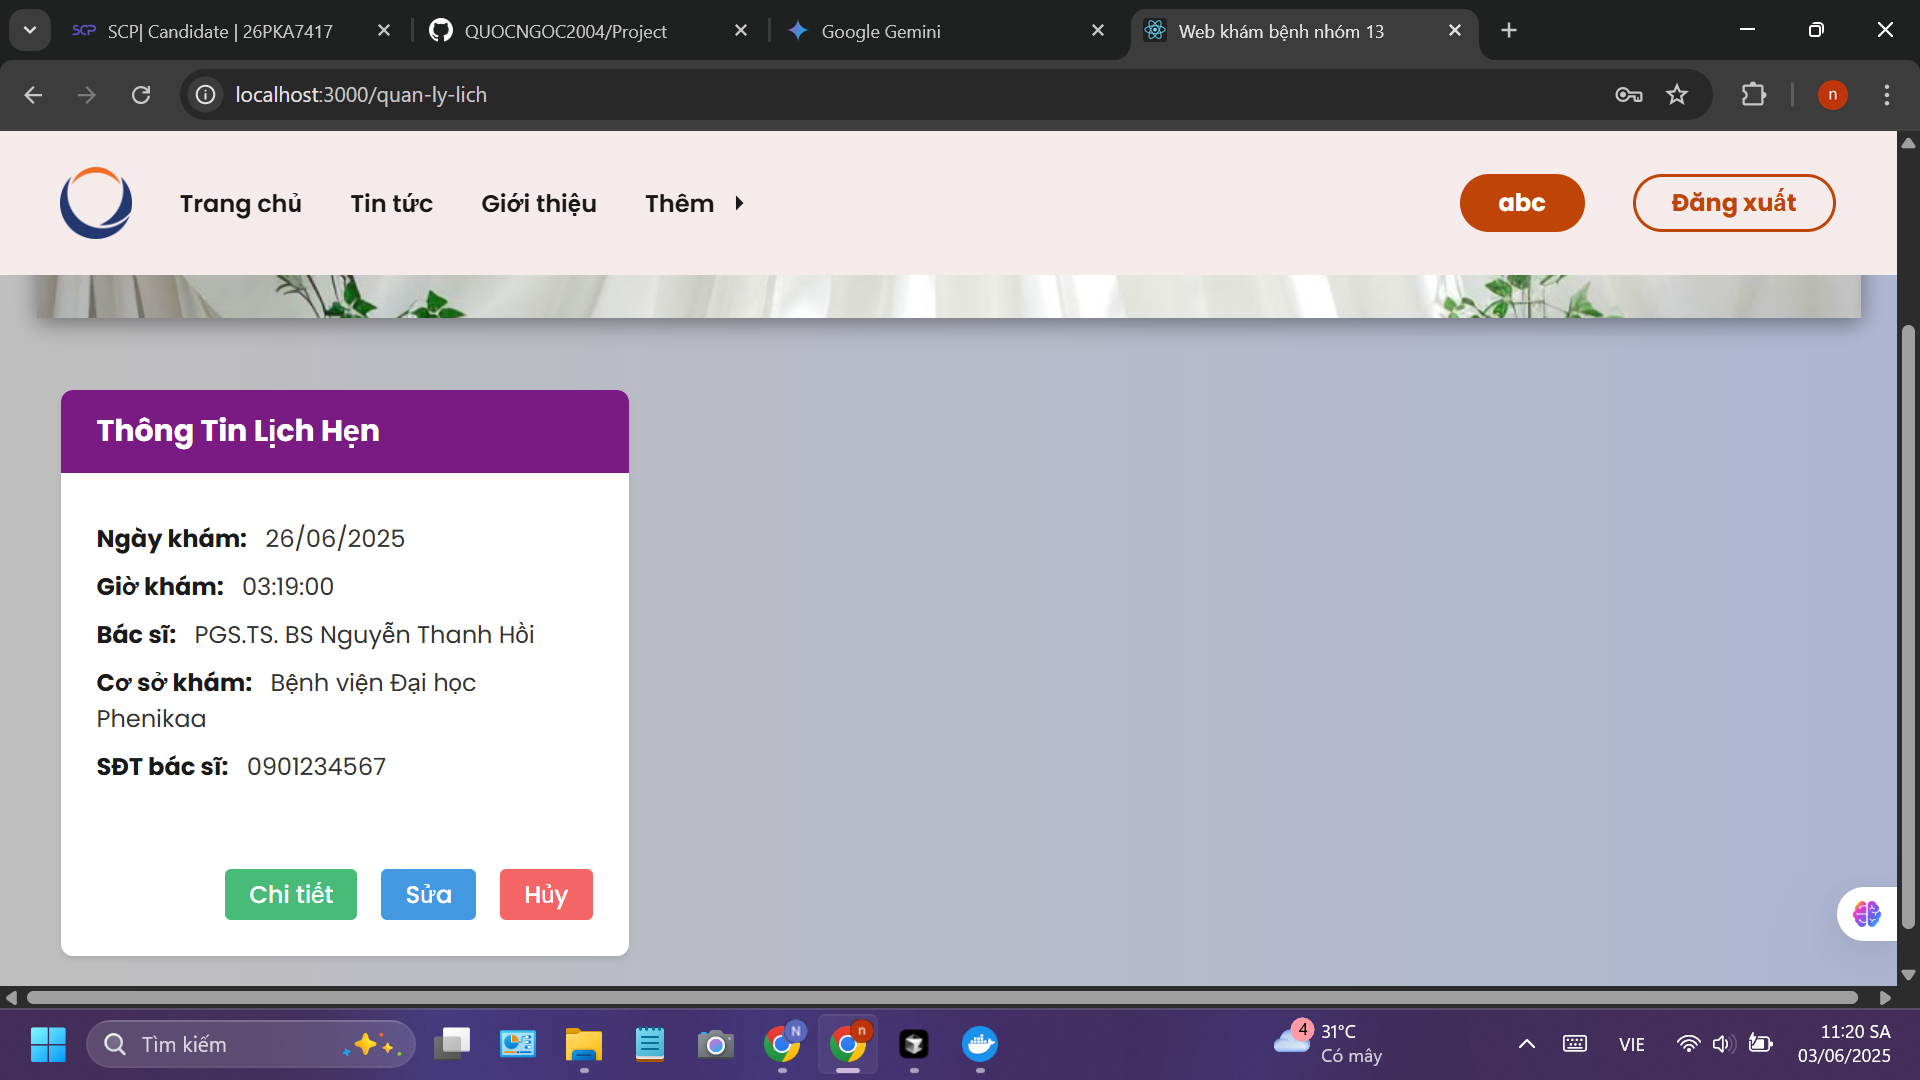 SCP SCP| Candidate | 26PKA7417
QUOCNGOC2004/Project
Google Gemini
Web khám bệnh nhóm 13
localhost:3000/quan-ly-lich
n
Trang chủ Tin tức Giới thiệu Thêm
abc
Đăng xuất
Thông Tin Lịch Hẹn
Ngày khám: 26/06/2025
Giờ khám: 03:19:00
Bác sĩ: PGS.TS. BS Nguyễn Thanh Hồi
Cơ sở khám: Bệnh viện Đại học
Phenikaa
SĐT bác sĩ: 0901234567
Chi tiết Sửa Hủy
Tìm kiếm
N
n
4
31°C
Có mây
VIE
11:20 SA
03/06/2025